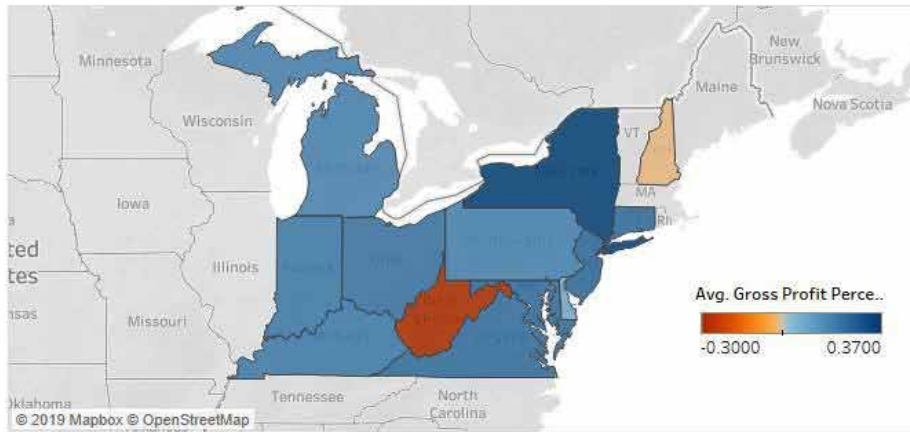 Minnesota
New
Brunswick
Maine
Nova Scotia
Wisconsin
VT
MA
Rh
Iowa
Illinois
ted
tes
nsas
Missouri
Avg. Gross Profit Perce..
-0.3000
0.3700
Tennessee
North
Carolina
Oklahoma
© 2019 Mapbox © OpenStreetMap